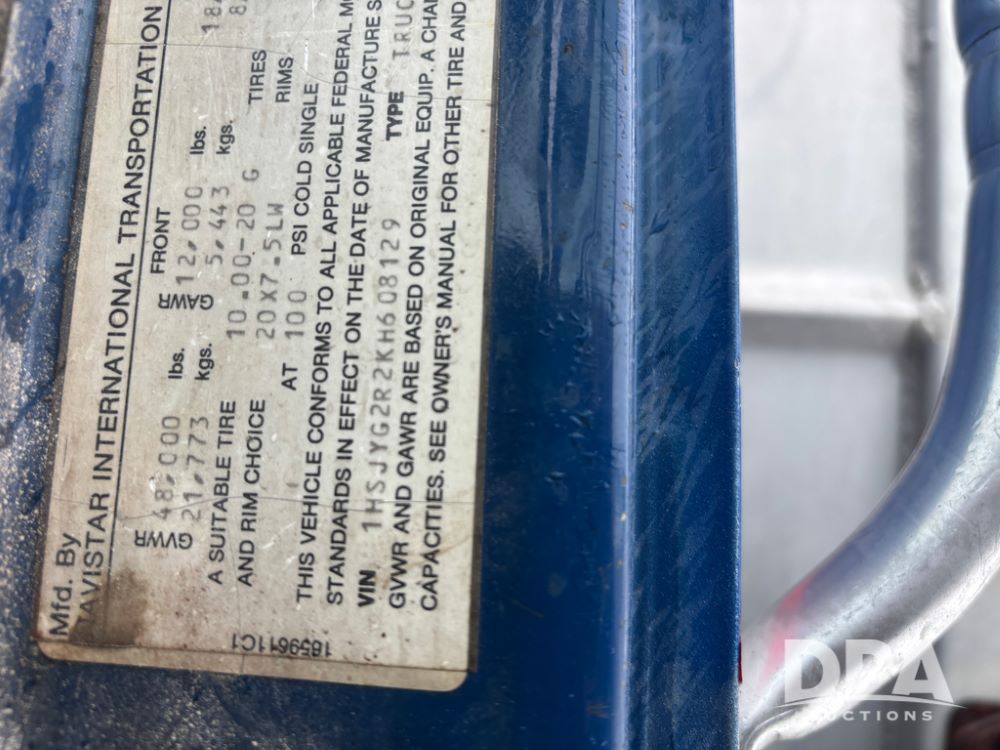 Mfd. By
NAVISTAR INTERNATIONAL TRANSPORTATION
FRONT
GVWR 48,000 lbs. GAWR 12,000 lbs.
21,773 kgs. 5,443 kgs.
A SUITABLE TIRE 10.00-20 G TIRES
AND RIM CHOICE 20X7.5LW RIMS
AT 100 PSI COLD SINGLE
THIS VEHICLE CONFORMS TO ALL APPLICABLE FEDERAL
STANDARDS IN EFFECT ON THE DATE OF MANUFACTURE
VIN 1HSJYG2R2KH608129 TYPE TRUC
GVWR AND GAWR ARE BASED ON ORIGINAL EQUIP. A
CAPACITIES. SEE OWNER'S MANUAL FOR OTHER TIRE AND
1659611C1
DDA
AUCTIONS